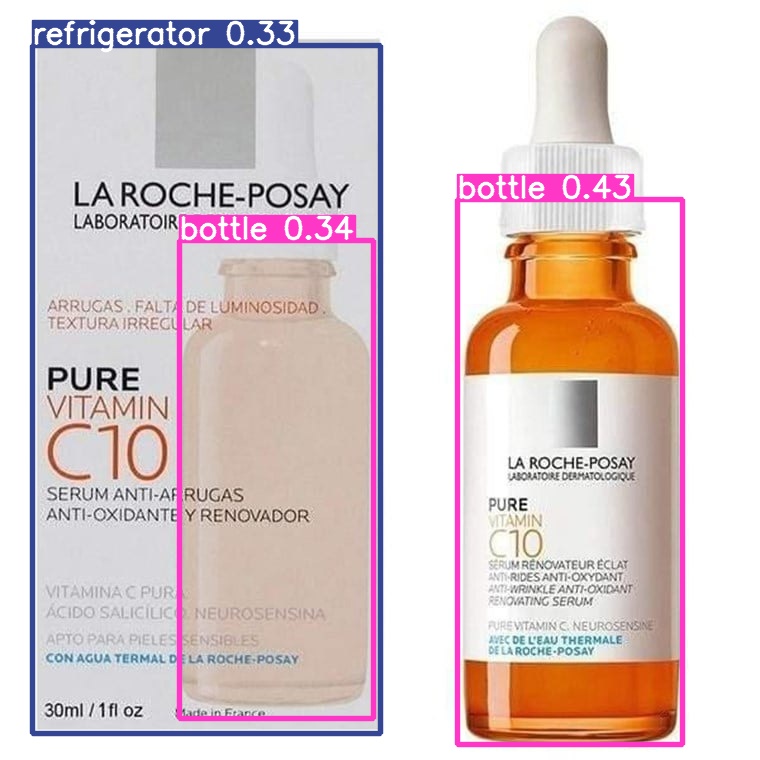 refrigerator 0.33
LA ROCHE-POSAY
LABORATOIR
bottle 0.34
ARRUGAS . FALTA DE LUMINOSIDAD .
TEXTURA IRREGULAR
PURE
VITAMIN
C10
SERUM ANTI-ARRUGAS
ANTI-OXIDANTE Y RENOVADOR
VITAMINA C PURA.
ÁCIDO SALICÍLICO. NEUROSENSINA
APTO PARA PIELES SENSIBLES
CON AGUA TERMAL DE LA ROCHE-POSAY
30ml / 1fl oz
Made in France
bottle 0.43
LA ROCHE-POSAY
LABORATOIRE DERMATOLOGIQUE
PURE
VITAMIN
C10
SÉRUM RÉNOVATEUR ÉCLAT
ANTI-RIDES ANTI-OXYDANT
ANTI-WRINKLE ANTI-OXIDANT
RENOVATING SERUM
PURE VITAMIN C. NEUROSENSINE
AVEC DE L'EAU THERMALE
DE LA ROCHE-POSAY